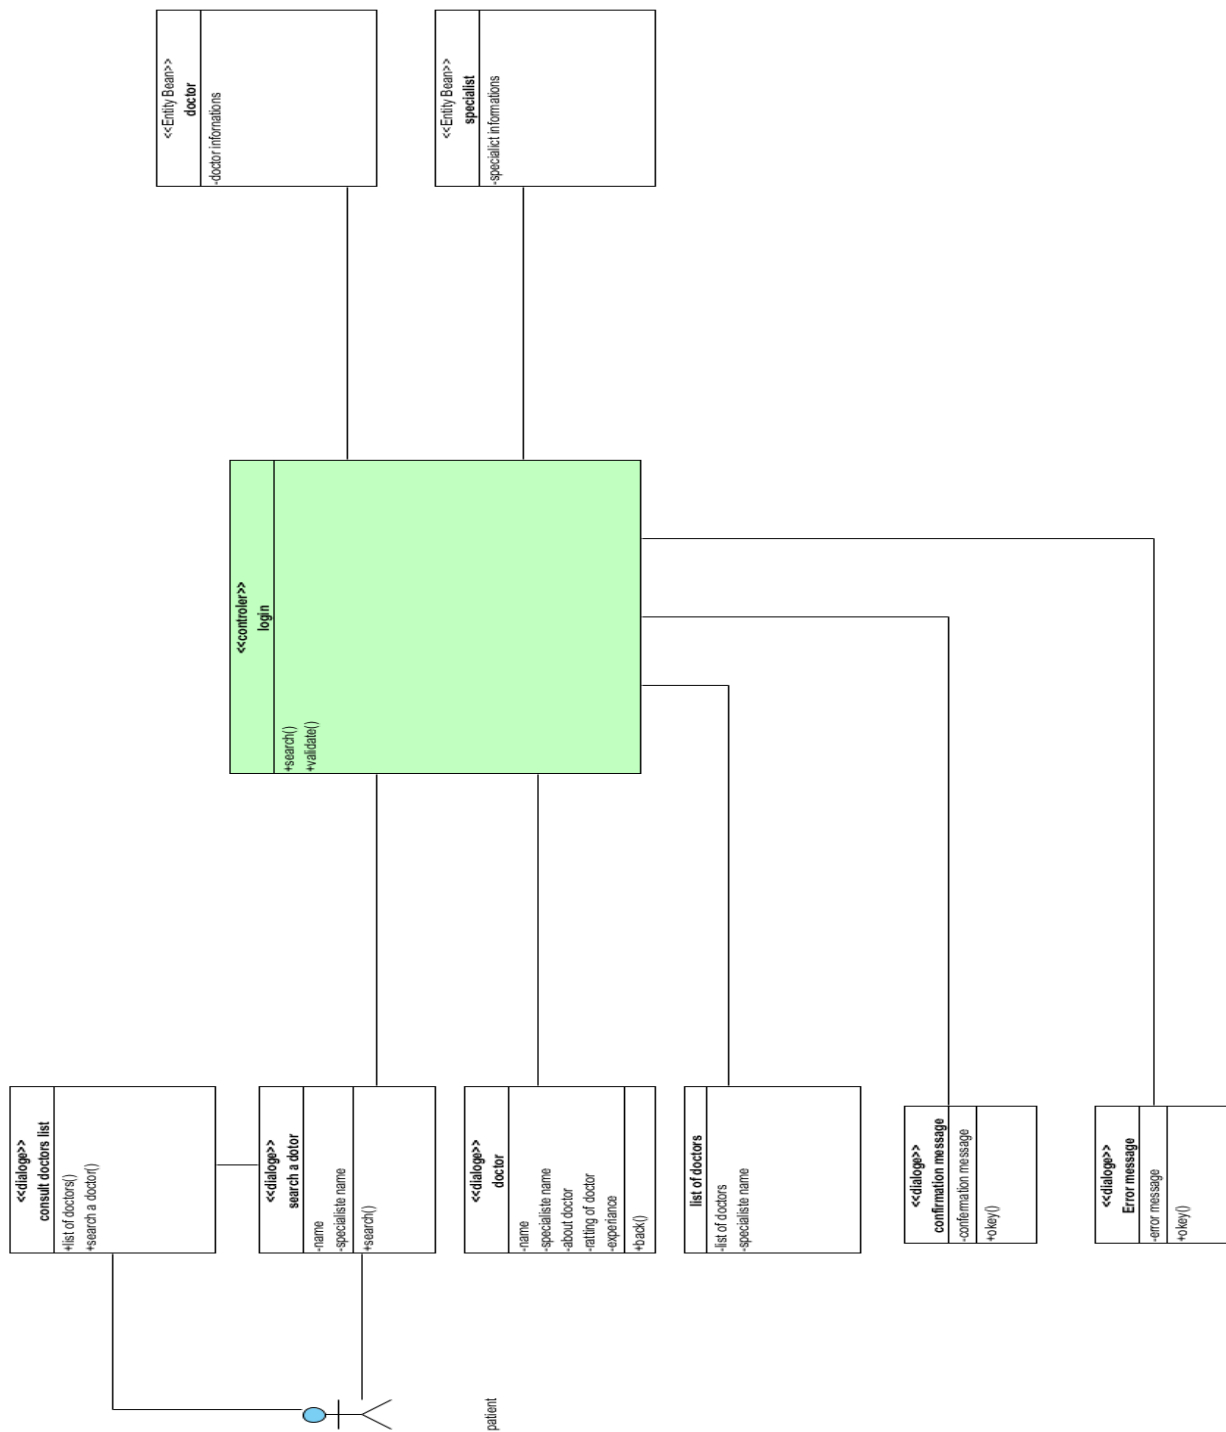 <<Entity Bean>>
doctor
-doctor infornations
<<Entity Bean>>
specialist
-specialict informations
<<controler>>
login
+search()
+validate()
<<dialoge>>
consult doctors list
+list of doctors()
+search a doctor()
<<dialoge>>
search a dotor
-name
-specialiste name
+search()
<<dialoge>>
doctor
-name
-specialiste name
-about doctor
-ratting of doctor
-experiance
+back()
list of doctors
-list of doctors
-specialiste name
<<dialoge>>
confirmation message
-confermation message
+okey()
<<dialoge>>
Error message
-error message
+okey()
patient